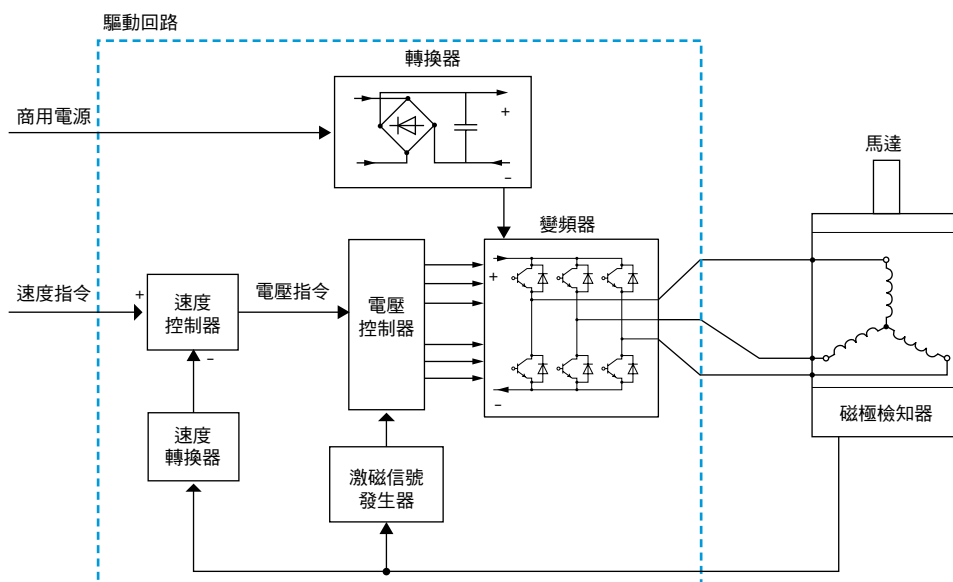 驅動回路
轉換器
商用電源
+
−
馬達
變頻器
速度指令
+
速度
控制器
−
電壓指令
電壓
控制器
+
−
速度
轉換器
激磁信號
發生器
磁極檢知器